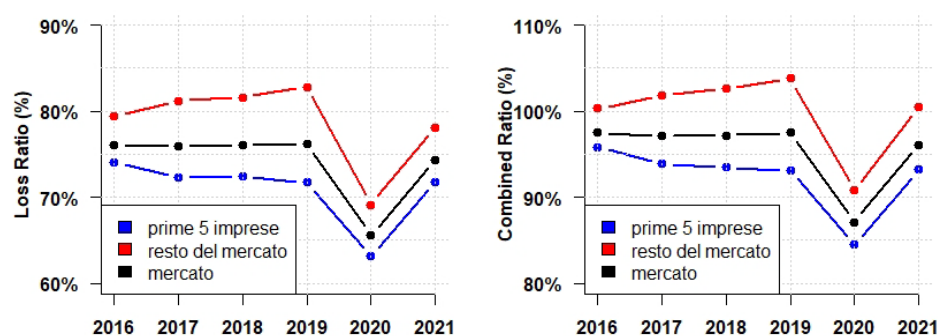 Loss Ratio (%)
90%
80%
70%
60%
prime 5 imprese
resto del mercato
mercato
2016 2017 2018 2019 2020 2021
Combined Ratio (%)
110%
100%
90%
80%
prime 5 imprese
resto del mercato
mercato
2016 2017 2018 2019 2020 2021